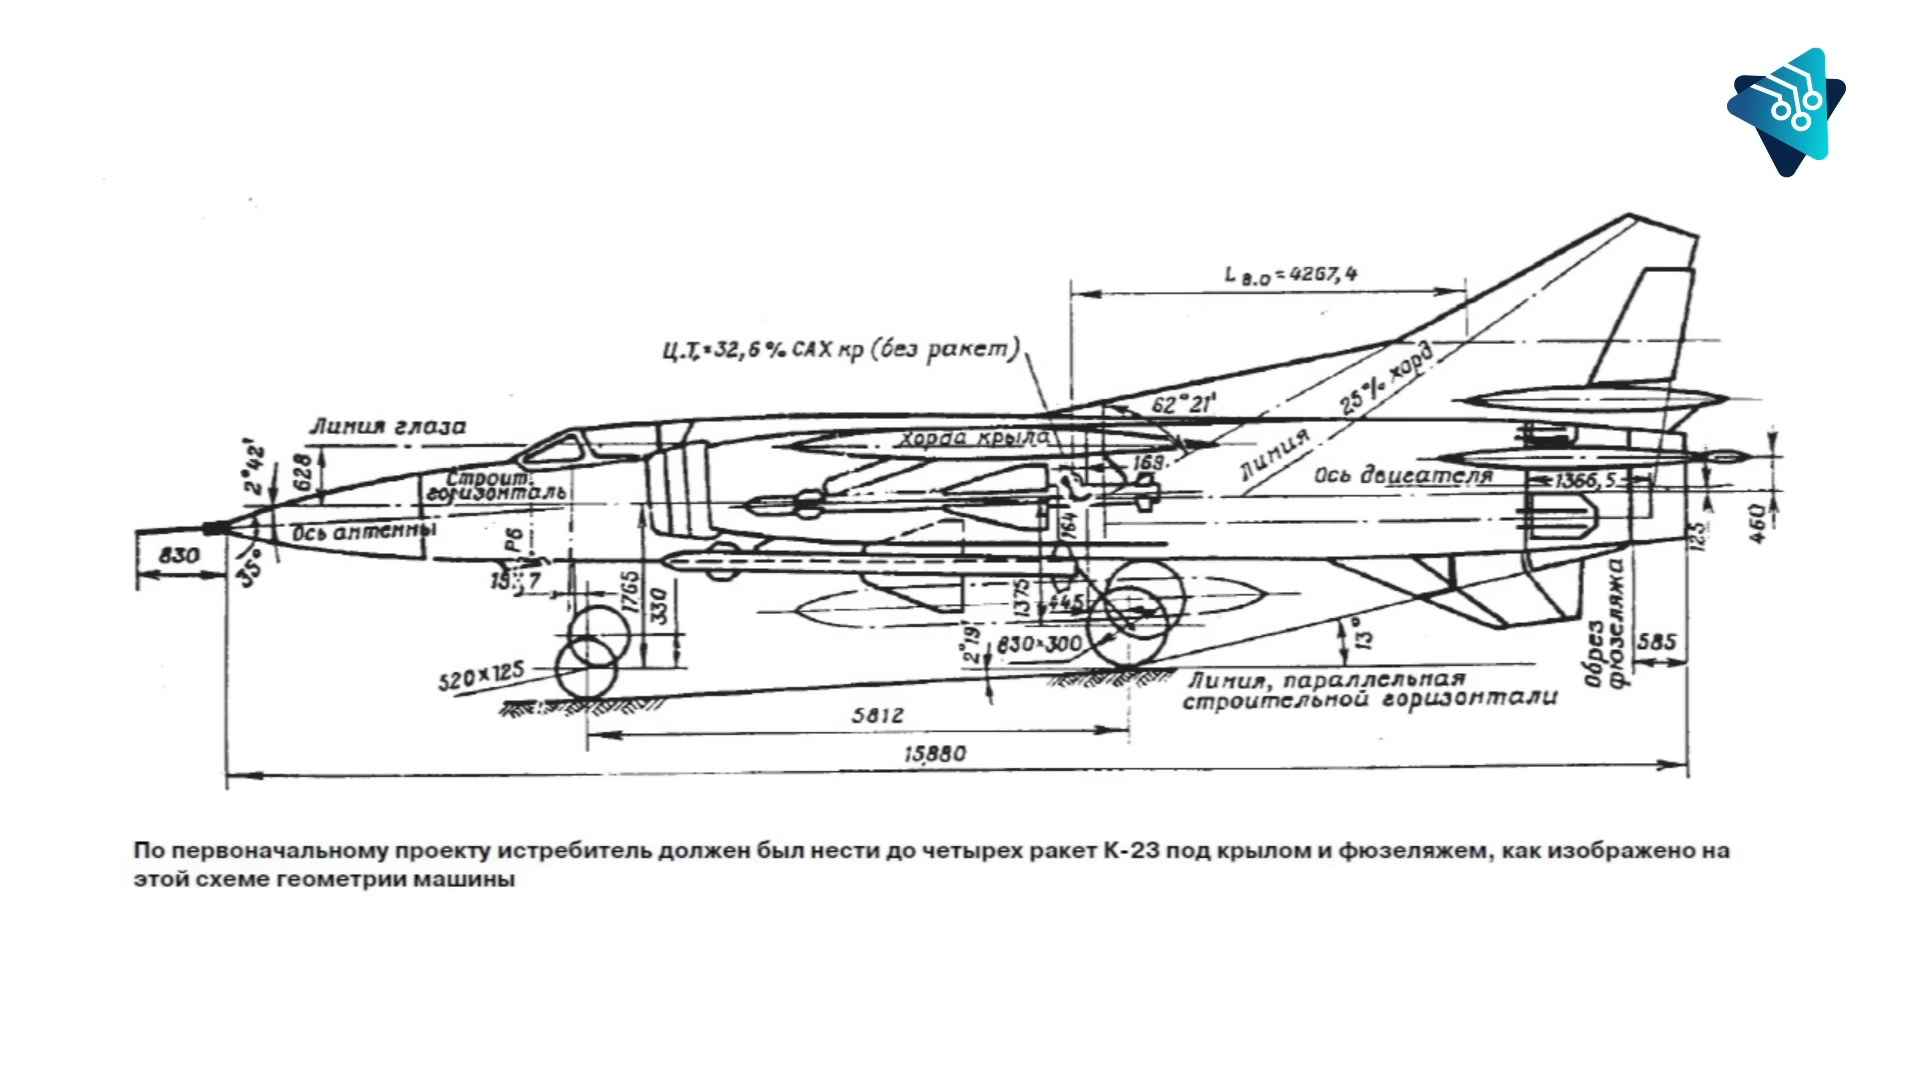 L в.о = 4267,4
Ц.Т.=32,6% САХ кр (без ракет)
62°21'
25% хорд
Линия
Линия глаза
Хорда крыла
2°42'
628
Строит.
горизонталь
169
Ось двигателя
1366,5
Ось антенны
830
35°
1765
330
1375
445
125
460
2°19'
830×300
13°
Обрез
фюзеляжа
585
520×125
Линия, параллельная
строительной горизонтали
5812
15880
По первоначальному проекту истребитель должен был нести до четырех ракет К-23 под крылом и фюзеляжем, как изображено на
этой схеме геометрии машины